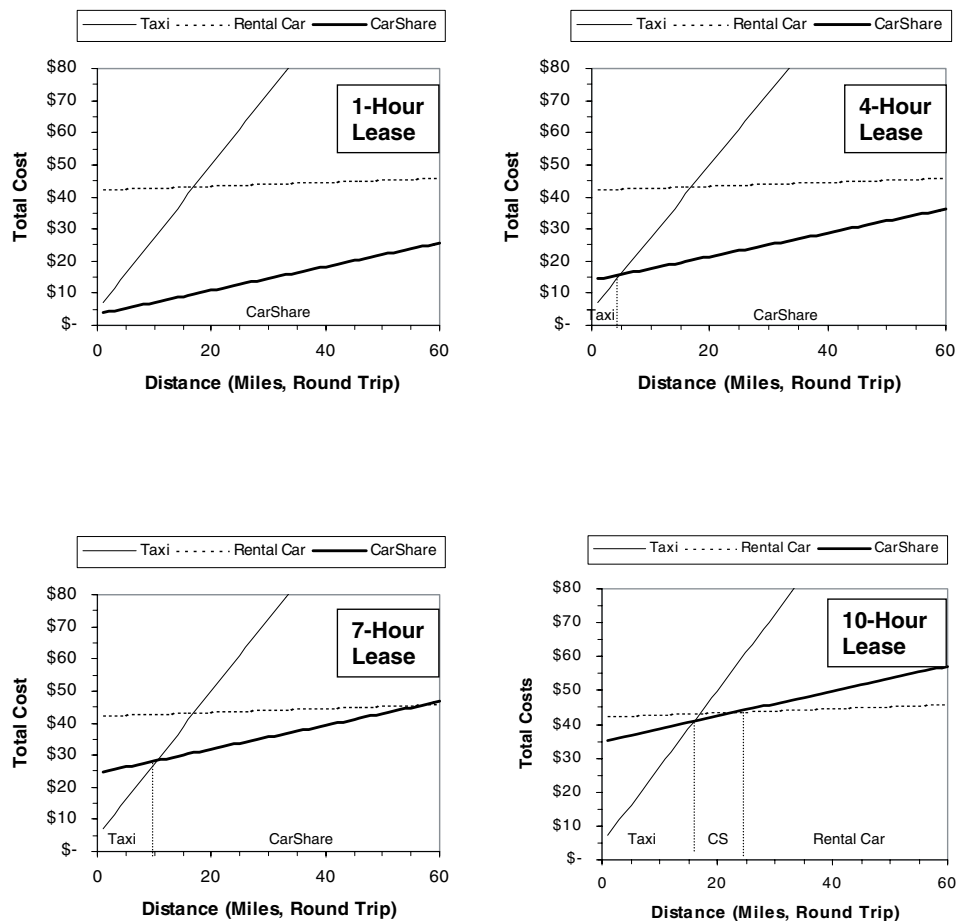 Taxi Rental Car CarShare
1-Hour
Lease
Total Cost
$80
$70
$60
$50
$40
$30
$20
$10
$-
CarShare
0 20 40 60
Distance (Miles, Round Trip)
Taxi Rental Car CarShare
4-Hour
Lease
Total Cost
$80
$70
$60
$50
$40
$30
$20
$10
$-
Taxi CarShare
0 20 40 60
Distance (Miles, Round Trip)
Taxi Rental Car CarShare
7-Hour
Lease
Total Cost
$80
$70
$60
$50
$40
$30
$20
$10
$-
Taxi CarShare
0 20 40 60
Distance (Miles, Round Trip)
Taxi Rental Car CarShare
10-Hour
Lease
Total Costs
$80
$70
$60
$50
$40
$30
$20
$10
$-
Taxi CS Rental Car
0 20 40 60
Distance (Miles, Round Trip)